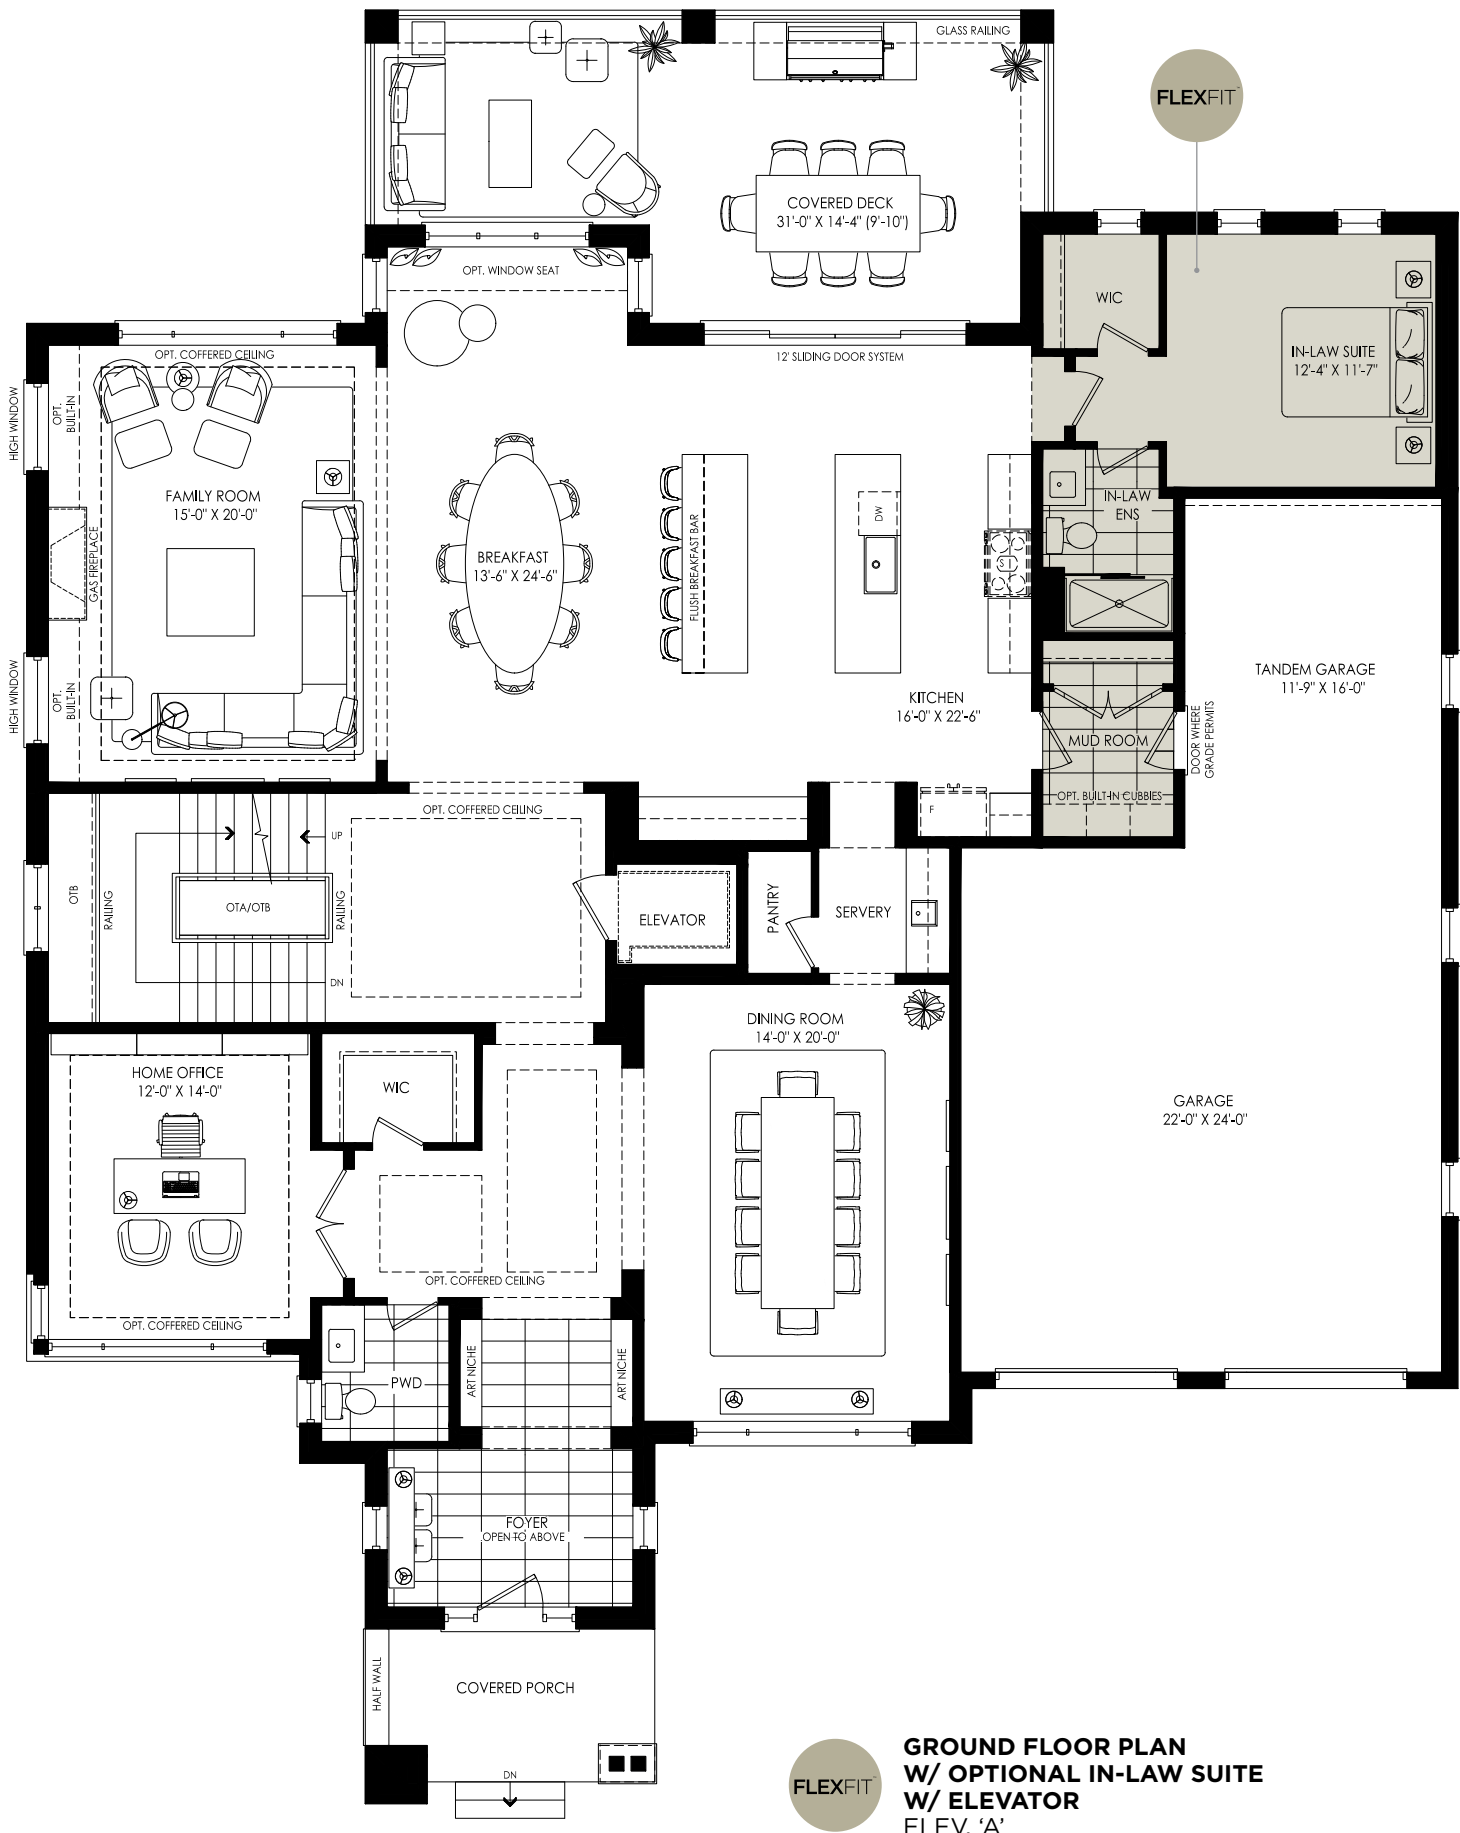 GLASS RAILING
FLEXFIT™
COVERED DECK
31'-0" X 14'-4" (9'-10")
OPT. WINDOW SEAT
WIC
OPT. COFFERED CEILING
12' SLIDING DOOR SYSTEM
IN-LAW SUITE
12'-4" X 11'-7"
HIGH WINDOW
OPT.
BUILT-IN
FAMILY ROOM
15'-0" X 20'-0"
GAS FIREPLACE
BREAKFAST
13'-6" X 24'-6"
FLUSH BREAKFAST BAR
DW
S
IN-LAW
ENS
HIGH WINDOW
OPT.
BUILT-IN
KITCHEN
16'-0" X 22'-6"
TANDEM GARAGE
11'-9" X 16'-0"
MUD ROOM
DOOR WHERE
GRADE PERMITS
OPT. BUILT-IN CUBBIES
F
OPT. COFFERED CEILING
UP
OTB
RAILING
OTA/OTB
RAILING
DN
ELEVATOR
PANTRY
SERVERY
DINING ROOM
14'-0" X 20'-0"
HOME OFFICE
12'-0" X 14'-0"
WIC
GARAGE
22'-0" X 24'-0"
OPT. COFFERED CEILING
OPT. COFFERED CEILING
PWD
ART NICHE
ART NICHE
FOYER
OPEN TO ABOVE
HALF WALL
COVERED PORCH
DN
FLEXFIT™
GROUND FLOOR PLAN
W/ OPTIONAL IN-LAW SUITE
W/ ELEVATOR
ELEV. ‘A’